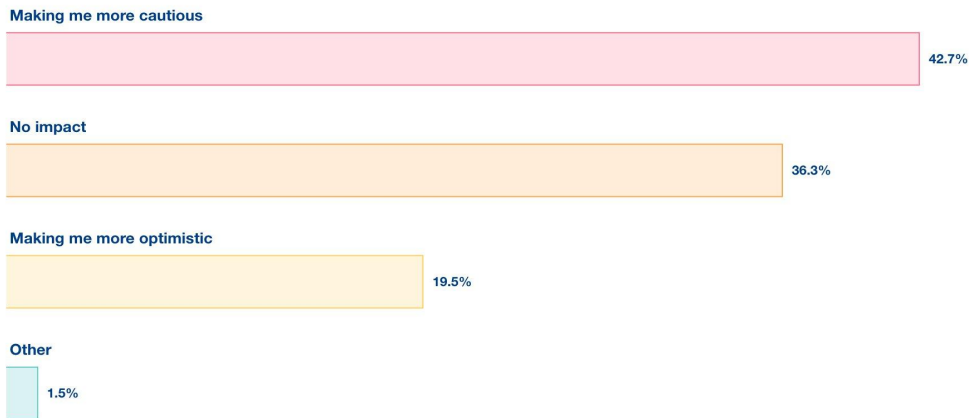 Making me more cautious
42.7%
No impact
36.3%
Making me more optimistic
19.5%
Other
1.5%